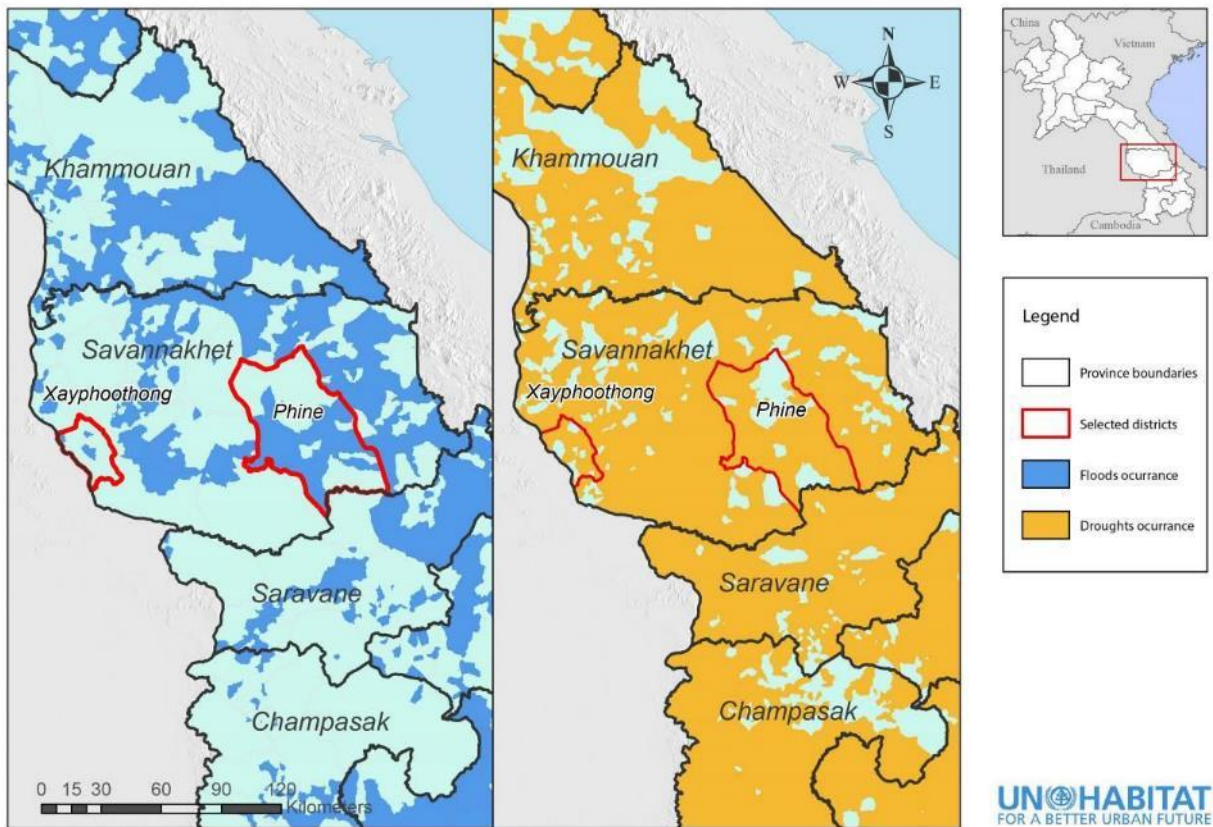 Khammouan
Savannakhet
Xayphoothong
Phine
Saravane
Champasak
0 15 30 60 90 120
Kilometers
N
W E
S
Khammouan
Savannakhet
Xayphoothong
Phine
Saravane
Champasak
China
Vietnam
Thailand
Cambodia
Legend
Province boundaries
Selected districts
Floods ocurrance
Droughts ocurrance
UN HABITAT
FOR A BETTER URBAN FUTURE